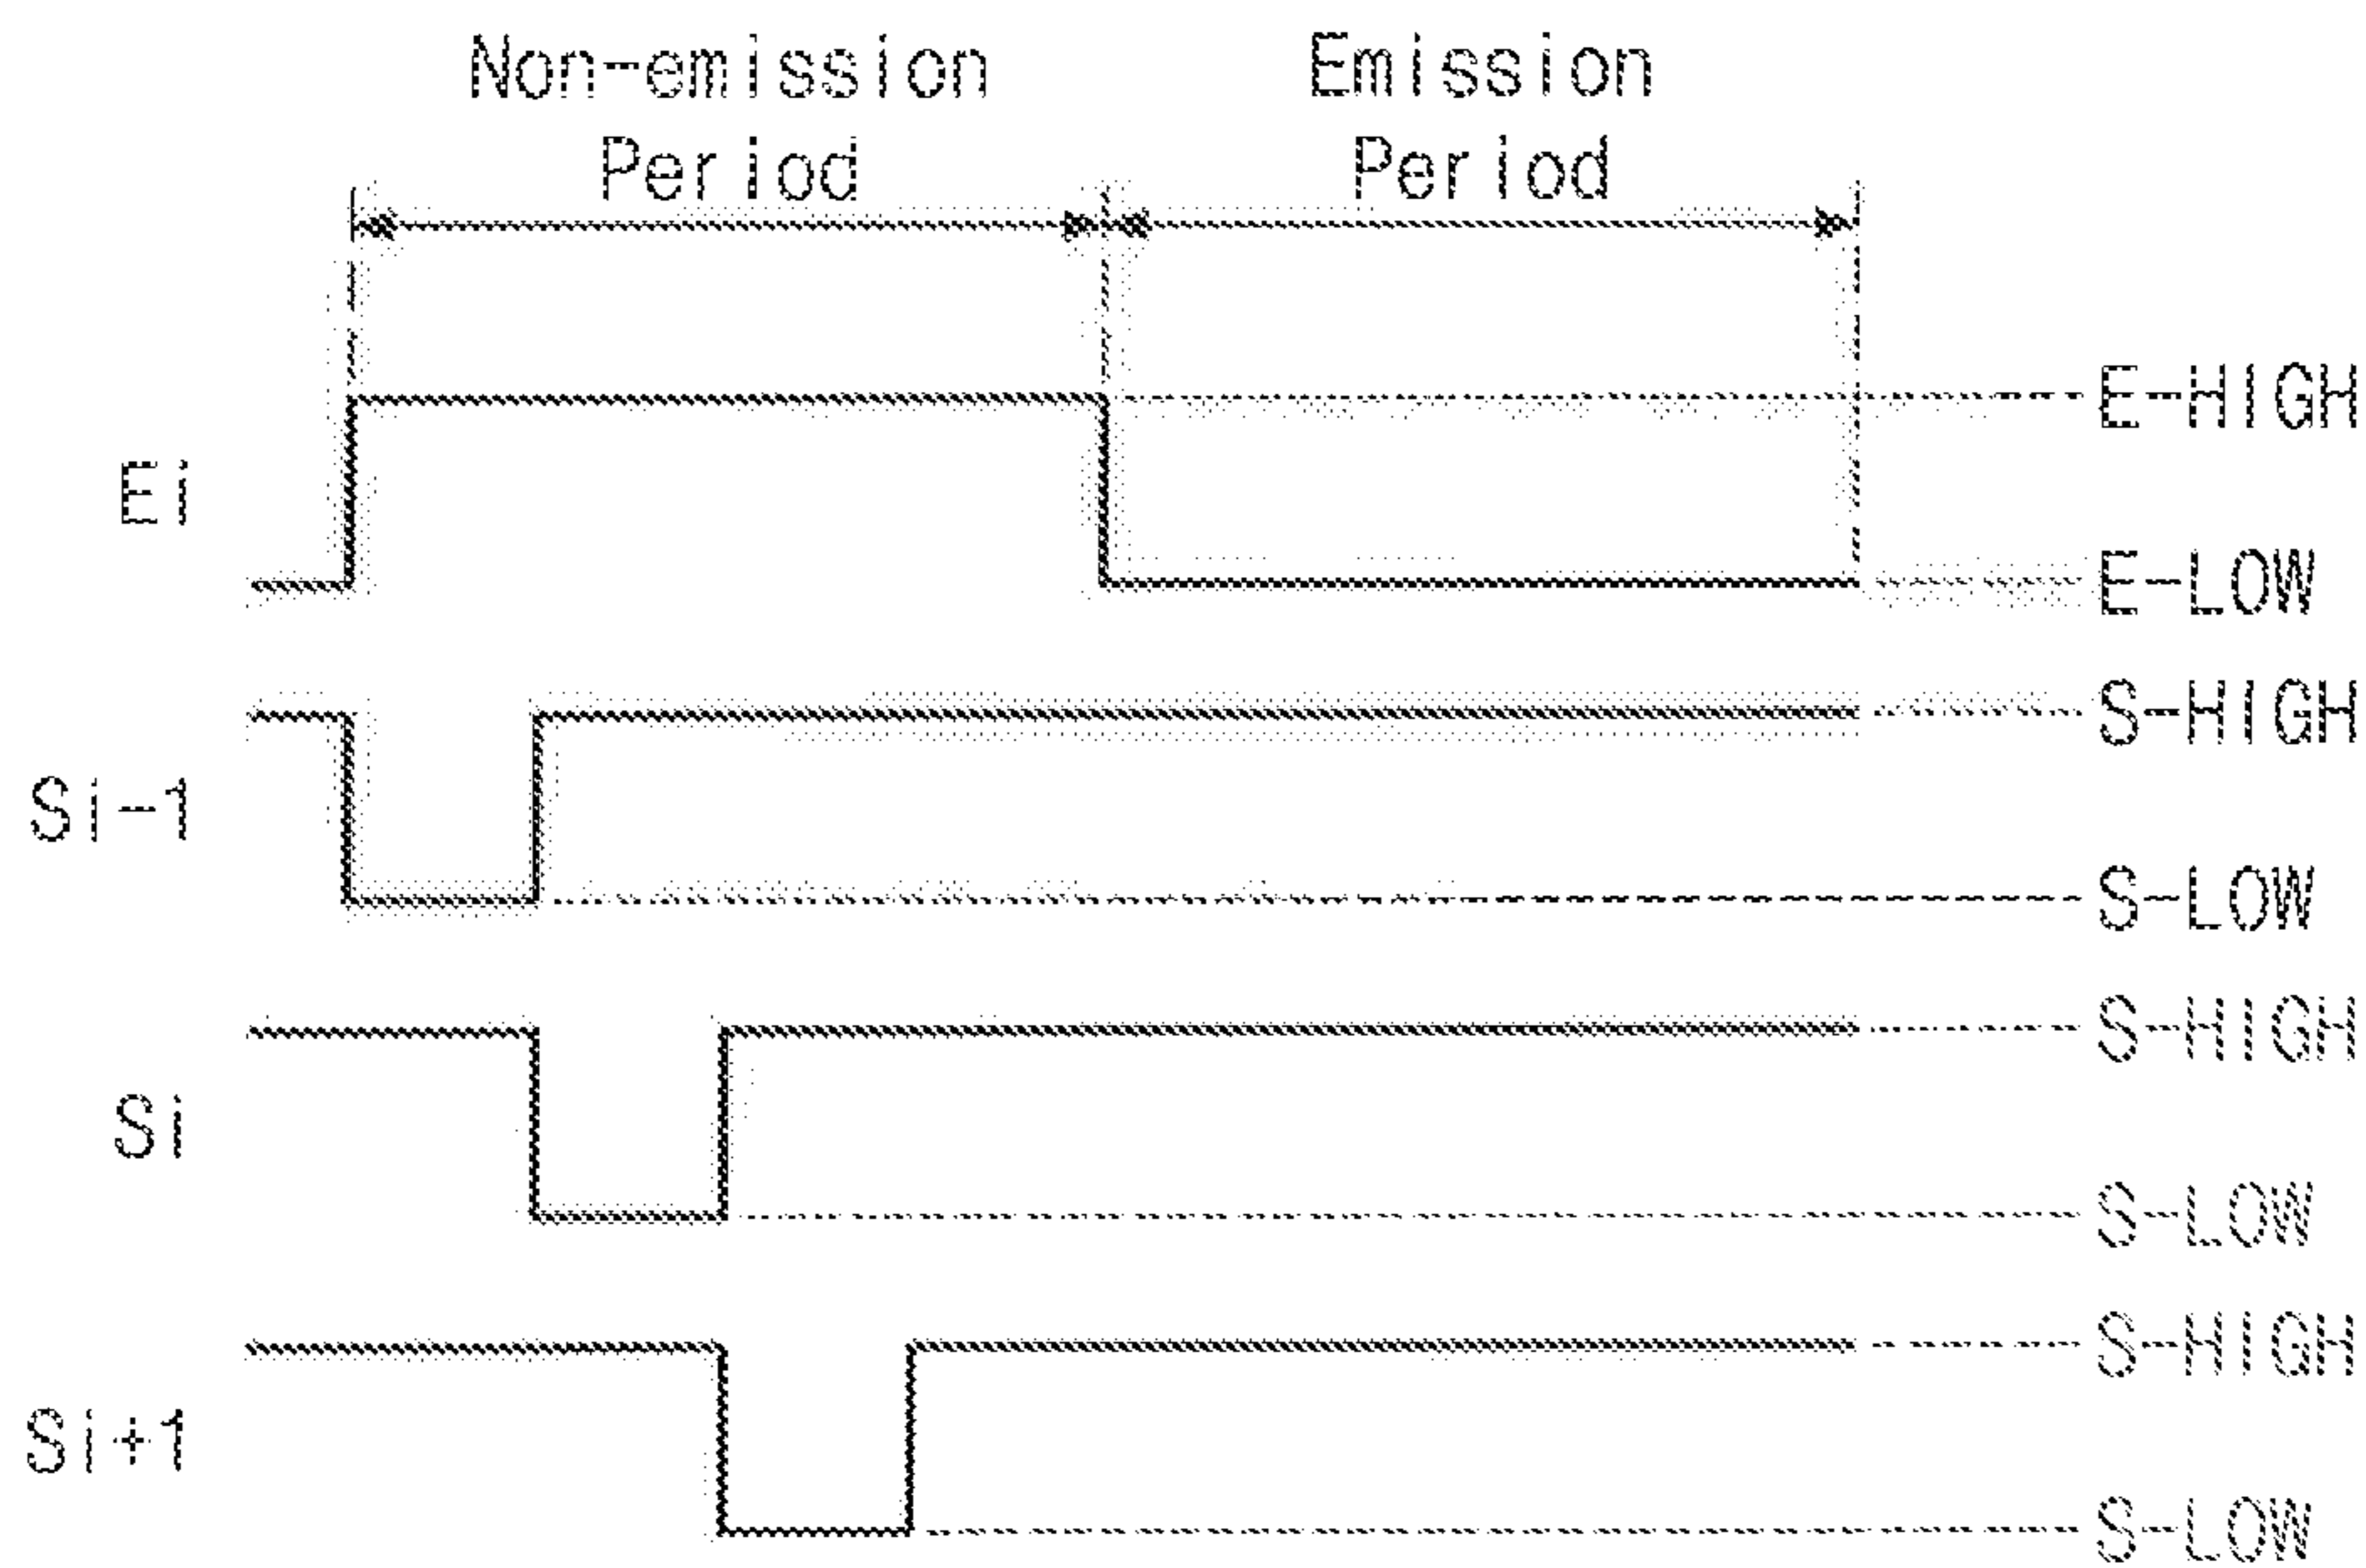 Non-emission Emission
Period Period
E-HIGH
Ei
E-LOW
S-HIGH
Si-1
S-LOW
S-HIGH
Si
S-LOW
S-HIGH
Si+1
S-LOW